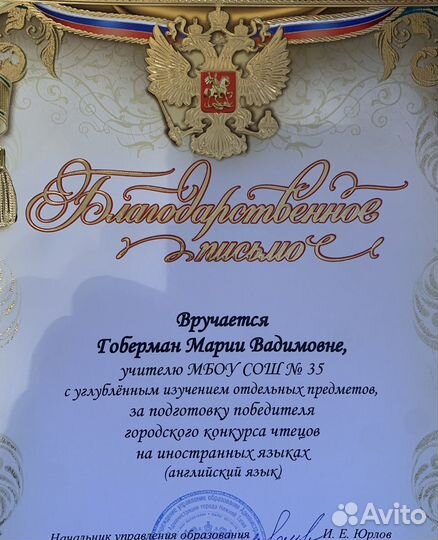 Благодарственное
письмо
Вручается
Гоберман Марии Вадимовне,
учителю МБОУ СОШ № 35
с углублённым изучением отдельных предметов,
за подготовку победителя
городского конкурса чтецов
на иностранных языках
(английский язык)
Начальник управления образования И. Е. Юрлов
Avito